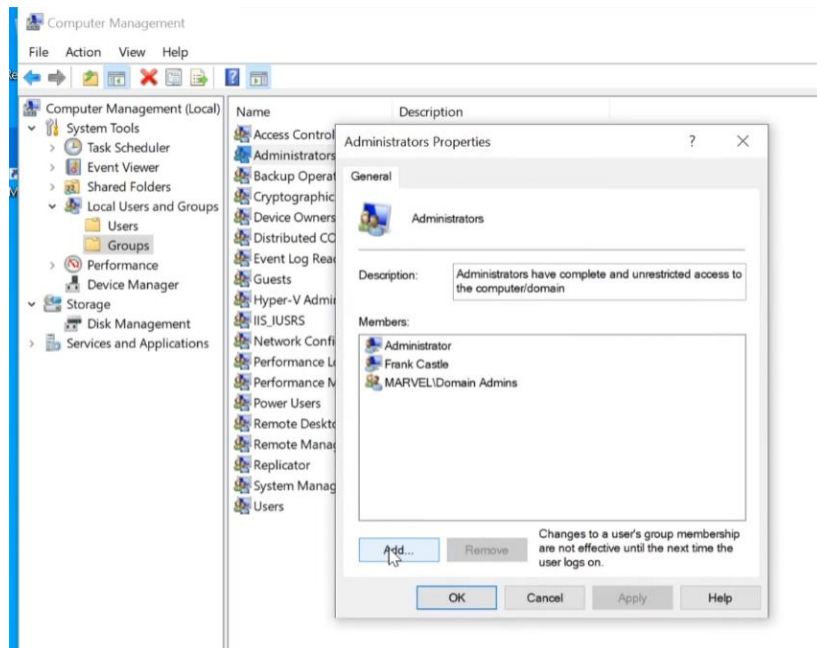 Computer Management
File Action View Help
Computer Management (Local)
System Tools
Task Scheduler
Event Viewer
Shared Folders
Local Users and Groups
Users
Groups
Performance
Device Manager
Storage
Disk Management
Services and Applications
Name Description
Access Control
Administrators
Backup Operat
Cryptographic
Device Owners
Distributed CO
Event Log Read
Guests
Hyper-V Admi
IIS_IUSRS
Network Confi
Performance L
Performance M
Power Users
Remote Deskt
Remote Manag
Replicator
System Manag
Users
Administrators Properties
General
Administrators
Description: Administrators have complete and unrestricted access to
the computer/domain
Members:
Administrator
Frank Castle
MARVEL\Domain Admins
Add... Remove
Changes to a user's group membership
are not effective until the next time the
user logs on.
OK Cancel Apply Help